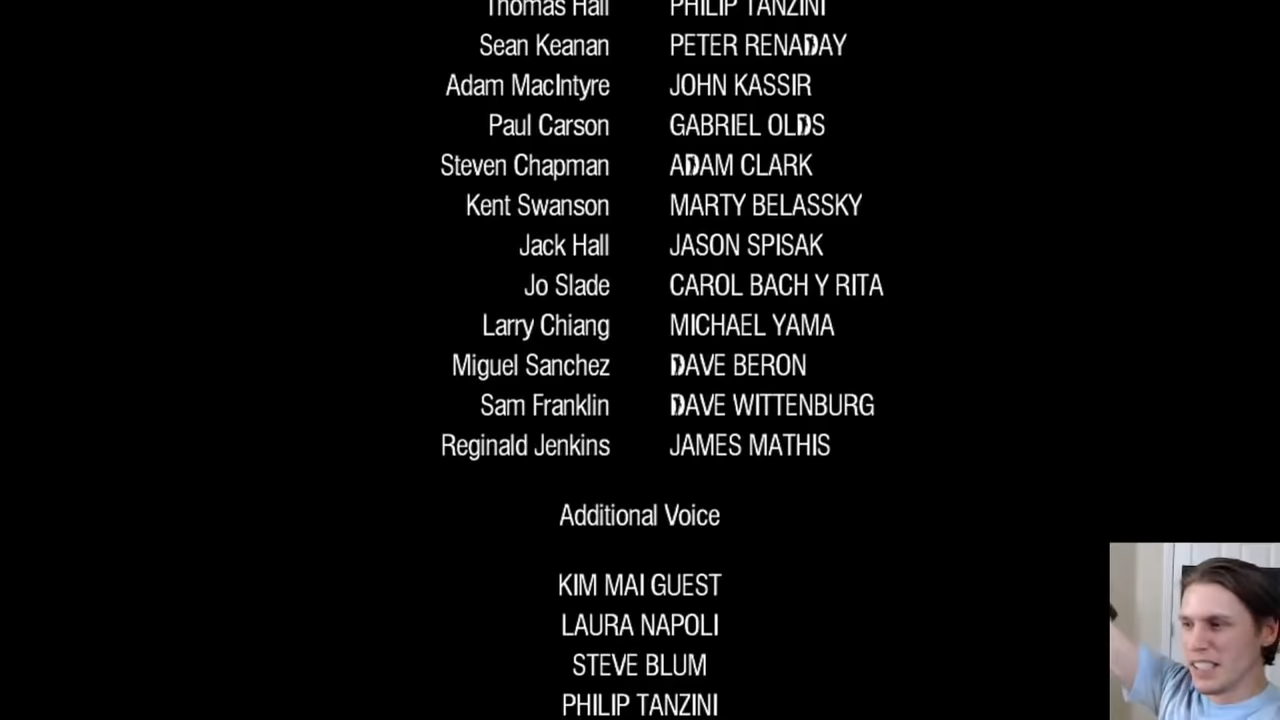 Thomas Hall PHILIP TANZINI
Sean Keanan PETER RENADAY
Adam MacIntyre JOHN KASSIR
Paul Carson GABRIEL OLDS
Steven Chapman ADAM CLARK
Kent Swanson MARTY BELASSKY
Jack Hall JASON SPISAK
Jo Slade CAROL BACH Y RITA
Larry Chiang MICHAEL YAMA
Miguel Sanchez DAVE BERON
Sam Franklin DAVE WITTENBURG
Reginald Jenkins JAMES MATHIS
Additional Voice
KIM MAI GUEST
LAURA NAPOLI
STEVE BLUM
PHILIP TANZINI